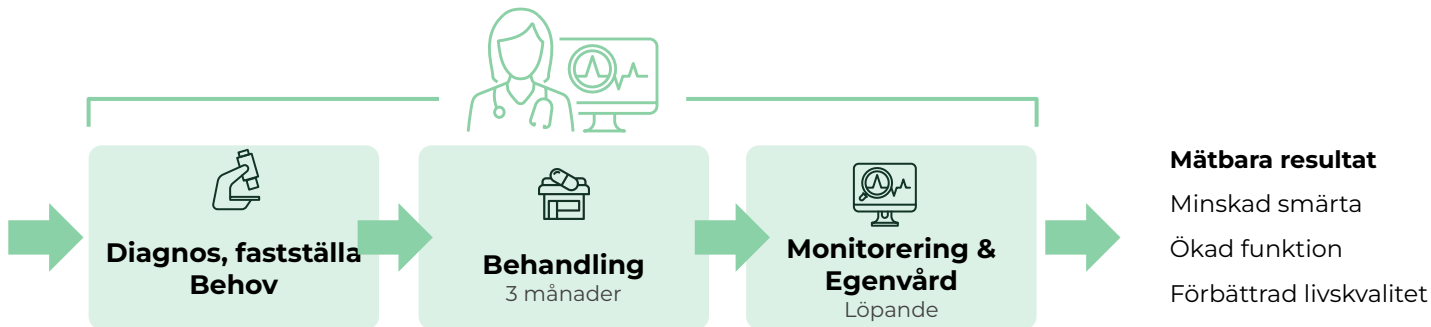 Diagnos, fastställa
Behov
Behandling
3 månader
Monitorering &
Egenvård
Löpande
Mätbara resultat
Minskad smärta
Ökad funktion
Förbättrad livskvalitet